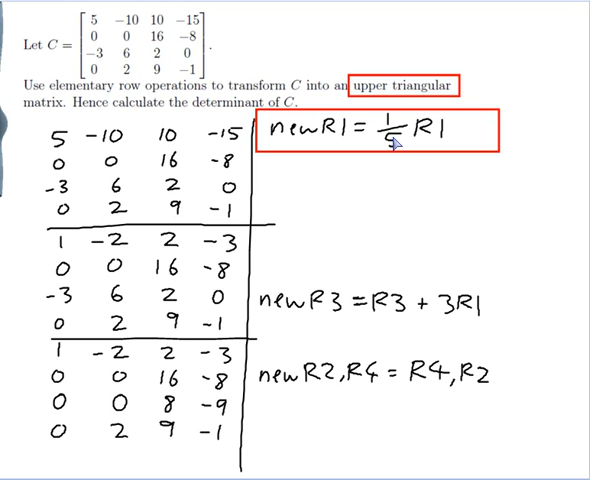 Let C = [ 5 −10 10 −15
0 0 16 −8
−3 6 2 0
0 2 9 −1 ].
Use elementary row operations to transform C into an upper triangular
matrix. Hence calculate the determinant of C.
5 -10 10 -15 newR1 = 1/5 R1
0 0 16 -8
-3 6 2 0
0 2 9 -1
1 -2 2 -3
0 0 16 -8
-3 6 2 0 newR3 = R3 + 3R1
0 2 9 -1
1 -2 2 -3
0 0 16 -8 newR2,R4 = R4,R2
0 0 8 -9
0 2 9 -1